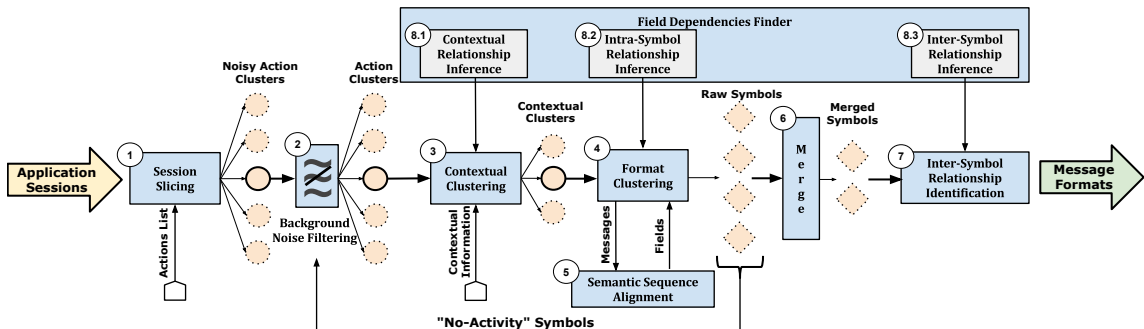 Field Dependencies Finder
8.1
Contextual
Relationship
Inference
8.2
Intra-Symbol
Relationship
Inference
8.3
Inter-Symbol
Relationship
Inference
Noisy Action
Clusters
Action
Clusters
Contextual
Clusters
Raw Symbols
Merged
Symbols
Application
Sessions
1
Session
Slicing
2
Background
Noise Filtering
3
Contextual
Clustering
4
Format
Clustering
6
Merge
7
Inter-Symbol
Relationship
Identification
Message
Formats
Actions List
Contextual
Information
Messages
Fields
5
Semantic Sequence
Alignment
"No-Activity" Symbols